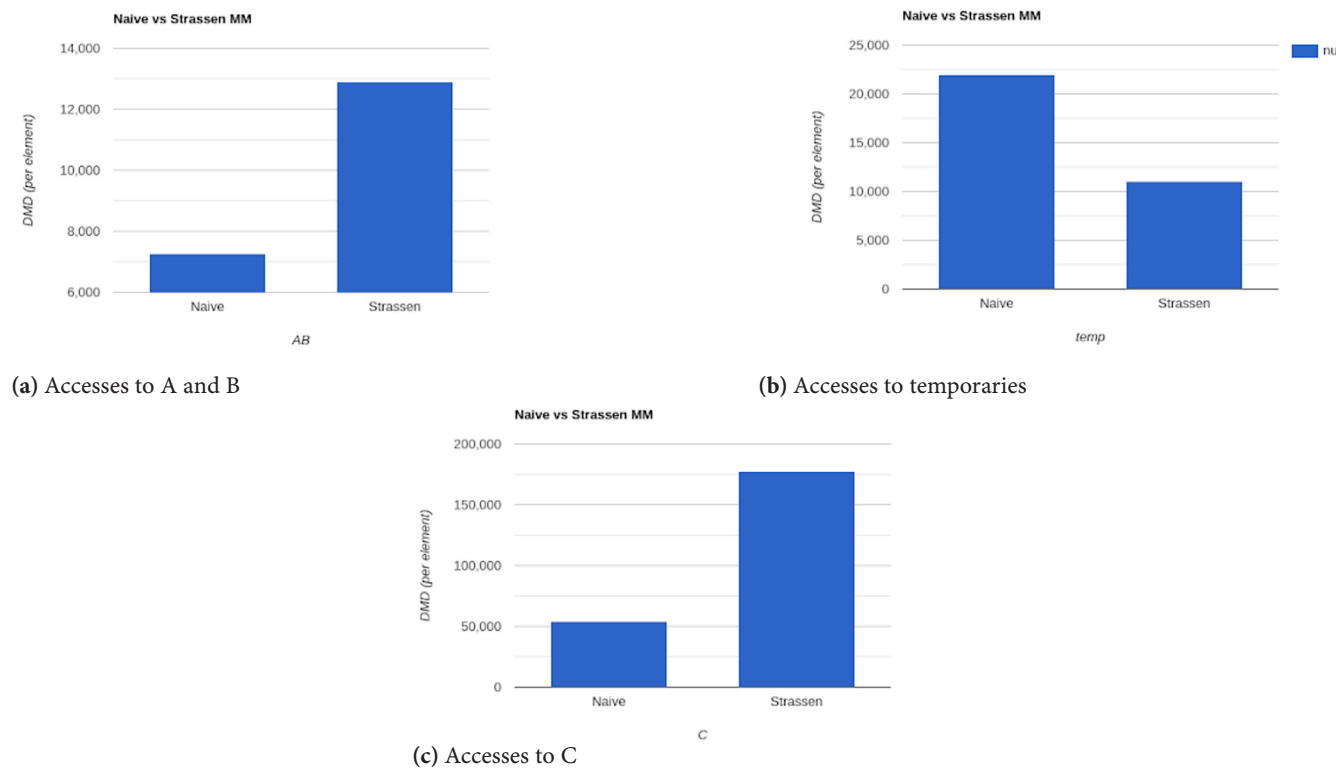 Naive vs Strassen MM
14,000
12,000
10,000
8,000
6,000
DMD (per element)
Naive
Strassen
AB
(a) Accesses to A and B
Naive vs Strassen MM
25,000
20,000
15,000
10,000
5,000
0
DMD (per element)
Naive
Strassen
temp
nu
(b) Accesses to temporaries
Naive vs Strassen MM
200,000
150,000
100,000
50,000
0
DMD (per element)
Naive
Strassen
C
(c) Accesses to C